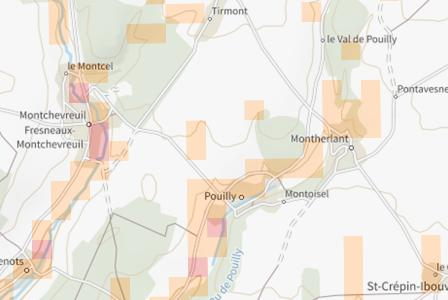 Tirmont
le Val de Pouilly
le Montcel
Pontavesne
Montchevreuil
Fresneaux-
Montchevreuil
Montherlant
Pouilly
Montoisel
u de Pouilly
enots
le
St-Crépin-Ibouv